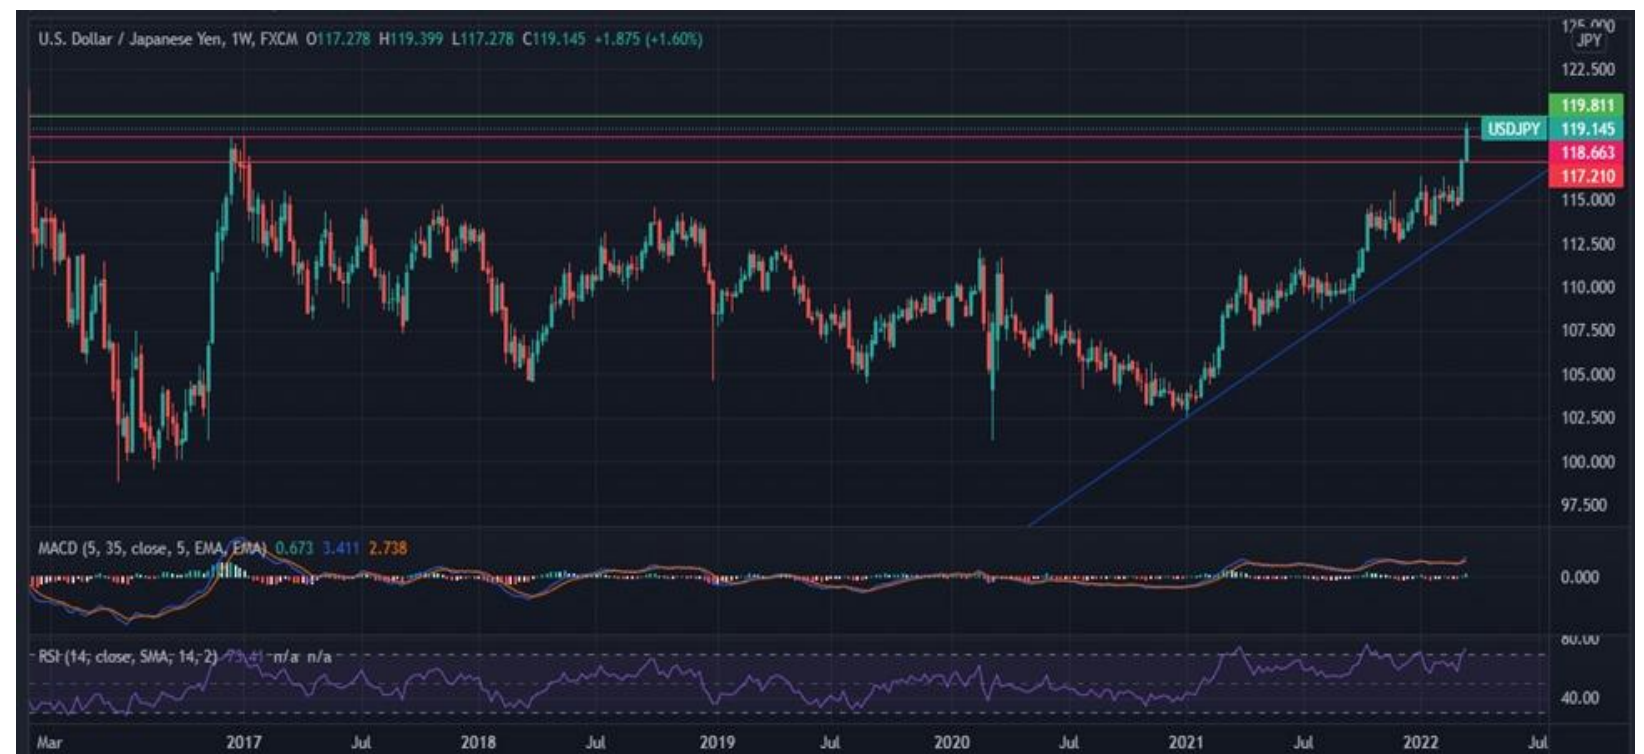 U.S. Dollar / Japanese Yen, 1W, FXCM O117.278 H119.399 L117.278 C119.145 +1.875 (+1.60%)
125.000
JPY
122.500
119.811
USDJPY 119.145
118.663
117.210
115.000
112.500
110.000
107.500
105.000
102.500
100.000
97.500
MACD (5, 35, close, 5, EMA, EMA) 0.673 3.411 2.738
0.000
RSI (14, close, SMA, 14, 2) 73.41 n/a n/a
40.00
Mar 2017 Jul 2018 Jul 2019 Jul 2020 Jul 2021 Jul 2022 Jul